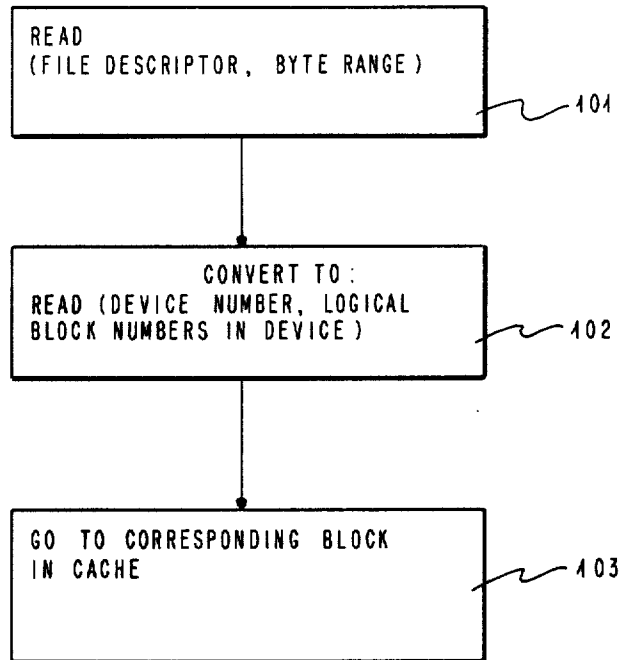 READ
(FILE DESCRIPTOR, BYTE RANGE)
101
CONVERT TO:
READ (DEVICE NUMBER, LOGICAL
BLOCK NUMBERS IN DEVICE)
102
GO TO CORRESPONDING BLOCK
IN CACHE
103